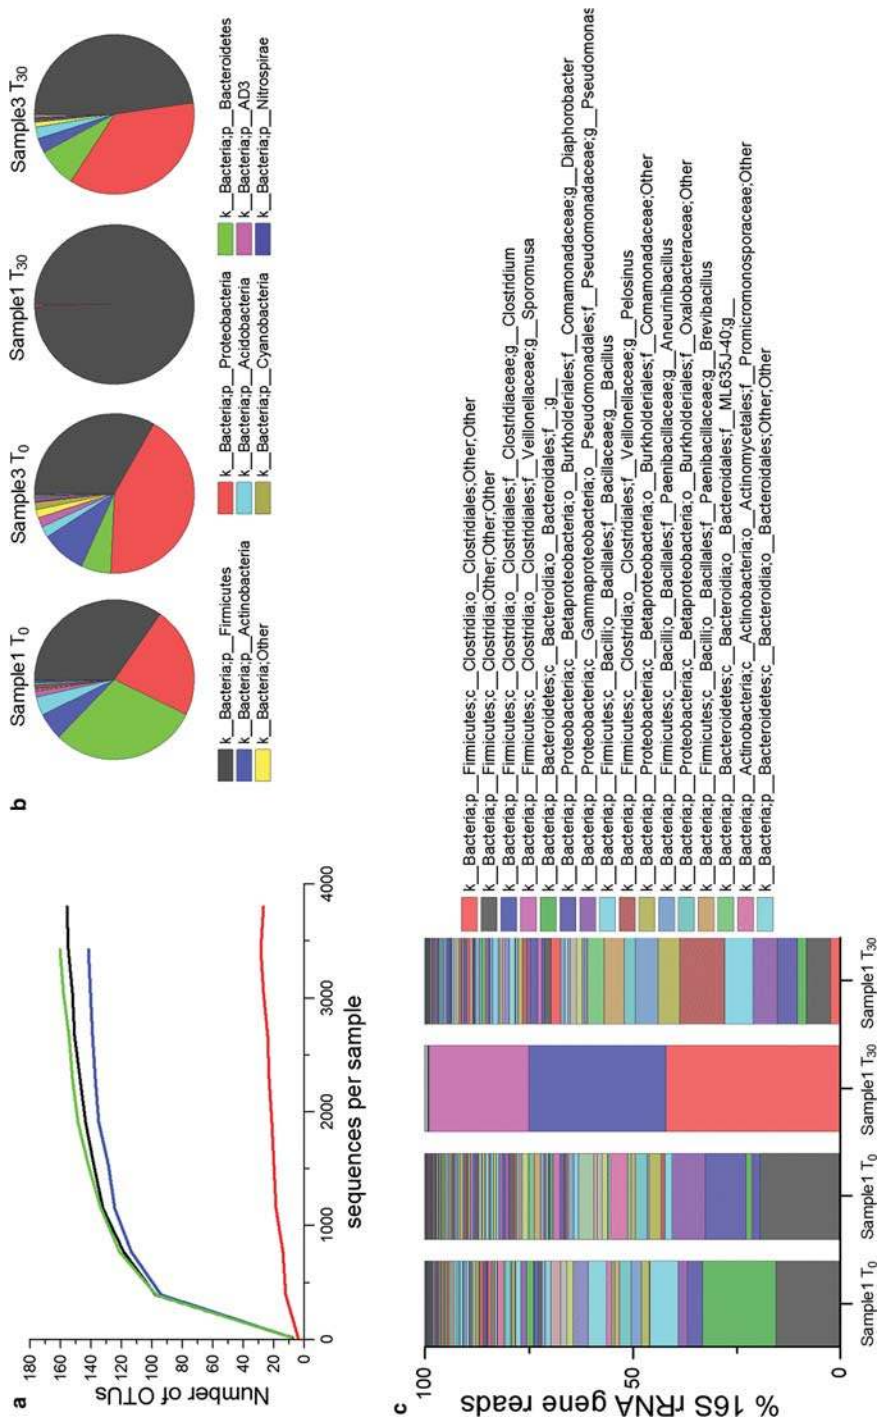 a
Number of OTUs
180
160
140
120
100
80
60
40
20
0
0
1000
2000
3000
4000
sequences per sample
b
Sample1 T0
Sample3 T0
Sample1 T30
Sample3 T30
k__Bacteria;p__Firmicutes
k__Bacteria;p__Proteobacteria
k__Bacteria;p__Bacteroidetes
k__Bacteria;p__Actinobacteria
k__Bacteria;p__Acidobacteria
k__Bacteria;p__AD3
k__Bacteria;Other
k__Bacteria;p__Cyanobacteria
k__Bacteria;p__Nitrospirae
c
% 16S rRNA gene reads
100
50
0
Sample1 T0
Sample1 T0
Sample1 T30
Sample1 T30
k__Bacteria;p__Firmicutes;c__Clostridia;o__Clostridiales;Other;Other
k__Bacteria;p__Firmicutes;c__Clostridia;Other;Other;Other
k__Bacteria;p__Firmicutes;c__Clostridia;o__Clostridiales;f__Clostridiaceae;g__Clostridium
k__Bacteria;p__Firmicutes;c__Clostridia;o__Clostridiales;f__Veillonellaceae;g__Sporomusa
k__Bacteria;p__Bacteroidetes;c__Bacteroidia;o__Bacteroidales;f__;g__
k__Bacteria;p__Proteobacteria;c__Betaproteobacteria;o__Burkholderiales;f__Comamonadaceae;g__Diaphorobacter
k__Bacteria;p__Proteobacteria;c__Gammaproteobacteria;o__Pseudomonadales;f__Pseudomonadaceae;g__Pseudomonas
k__Bacteria;p__Firmicutes;c__Bacilli;o__Bacillales;f__Bacillaceae;g__Bacillus
k__Bacteria;p__Firmicutes;c__Clostridia;o__Clostridiales;f__Veillonellaceae;g__Pelosinus
k__Bacteria;p__Proteobacteria;c__Betaproteobacteria;o__Burkholderiales;f__Comamonadaceae;Other
k__Bacteria;p__Firmicutes;c__Bacilli;o__Bacillales;f__Paenibacillaceae;g__Aneurinibacillus
k__Bacteria;p__Proteobacteria;c__Betaproteobacteria;o__Burkholderiales;f__Oxalobacteraceae;Other
k__Bacteria;p__Firmicutes;c__Bacilli;o__Bacillales;f__Paenibacillaceae;g__Brevibacillus
k__Bacteria;p__Bacteroidetes;c__Bacteroidia;o__Bacteroidales;f__ML635J-40;g__
k__Bacteria;p__Actinobacteria;c__Actinobacteria;o__Actinomycetales;f__Promicromonosporaceae;Other
k__Bacteria;p__Bacteroidetes;c__Bacteroidia;o__Bacteroidales;Other;Other